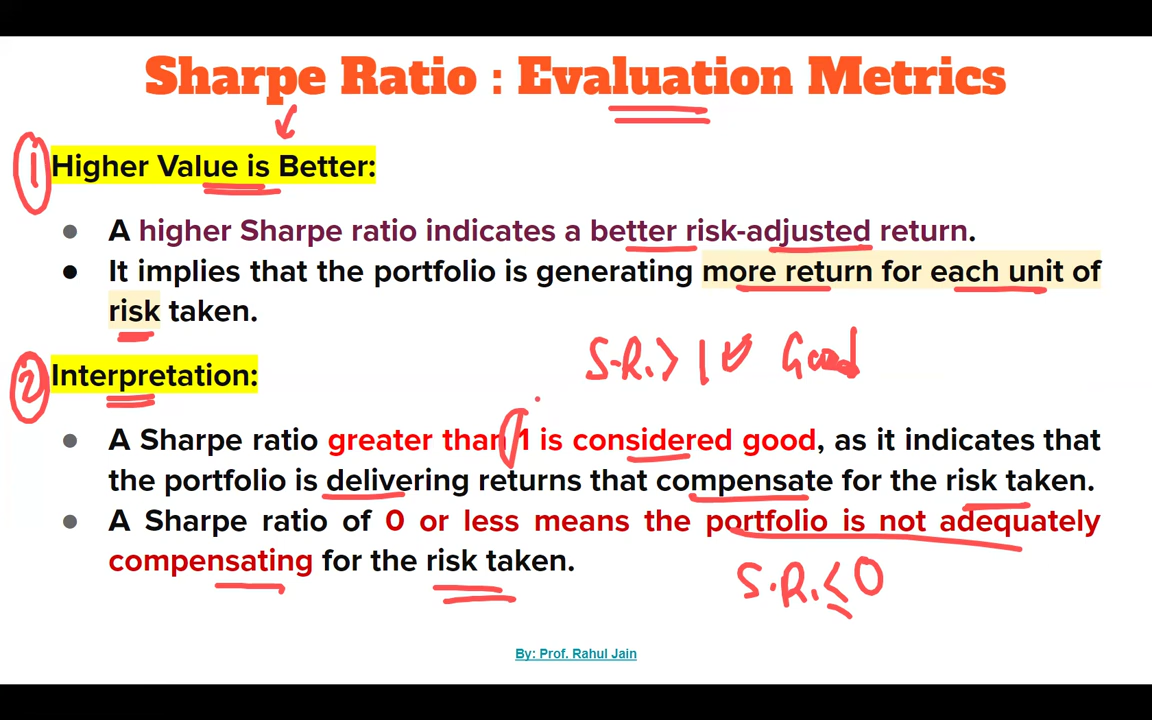 Sharpe Ratio : Evaluation Metrics
1 Higher Value is Better:
● A higher Sharpe ratio indicates a better risk-adjusted return.
● It implies that the portfolio is generating more return for each unit of
risk taken.
S.R. > 1 Good
2 Interpretation:
● A Sharpe ratio greater than 1 is considered good, as it indicates that
the portfolio is delivering returns that compensate for the risk taken.
● A Sharpe ratio of 0 or less means the portfolio is not adequately
compensating for the risk taken.
S.R. ≤ 0
By: Prof. Rahul Jain